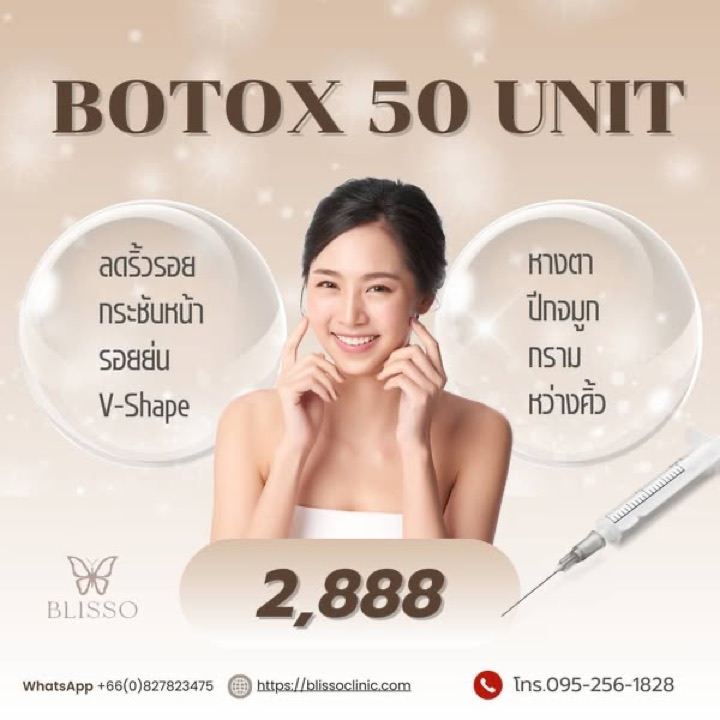 BOTOX 50 UNIT
ลดริ้วรอย
กระชับหน้า
รอยย่น
V-Shape
หางตา
ปีกจมูก
กราม
หว่างคิ้ว
2,888
BLISSO
WhatsApp +66(0)827823475
https://blissoclinic.com
โทร.095-256-1828